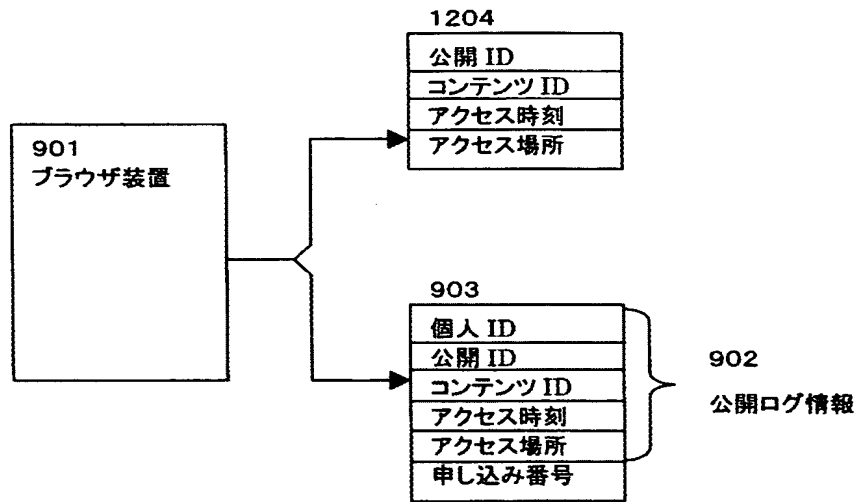 1204
公開 ID
コンテンツ ID
アクセス時刻
アクセス場所
901
ブラウザ装置
903
個人 ID
公開 ID
コンテンツ ID
アクセス時刻
アクセス場所
申し込み番号
902
公開ログ情報